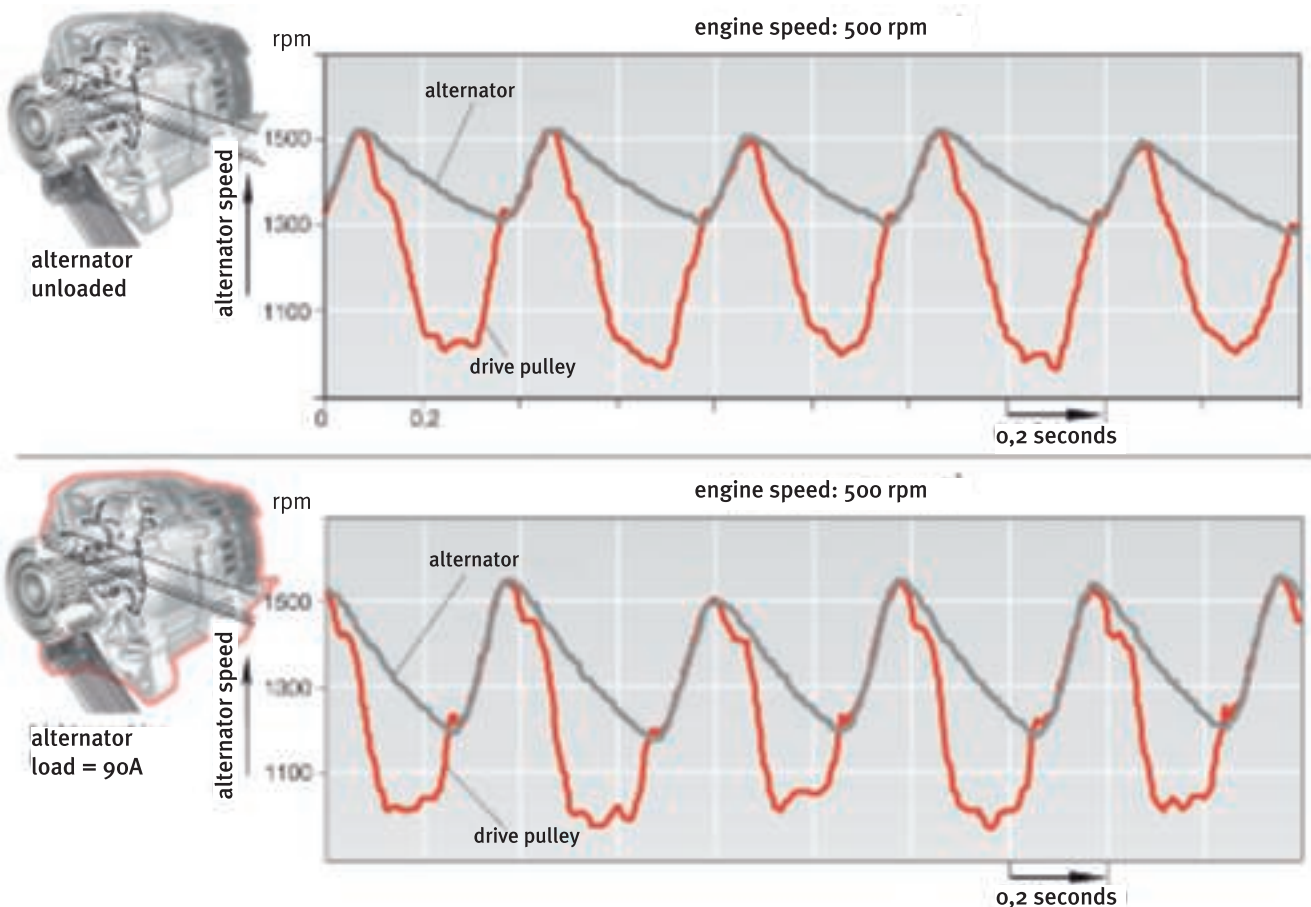 engine speed: 500 rpm
rpm
alternator
1500
alternator speed
1300
alternator
unloaded
1100
drive pulley
0
0,2
0,2 seconds
engine speed: 500 rpm
rpm
alternator
1500
alternator speed
1300
alternator
load = 90A
1100
drive pulley
0,2 seconds